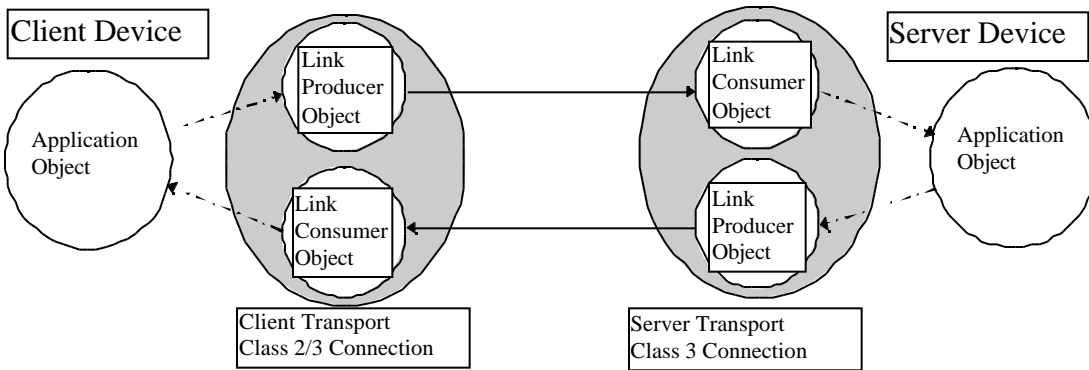 Client Device
Server Device
Link
Producer
Object
Link
Consumer
Object
Application
Object
Application
Object
Link
Consumer
Object
Link
Producer
Object
Client Transport
Class 2/3 Connection
Server Transport
Class 3 Connection